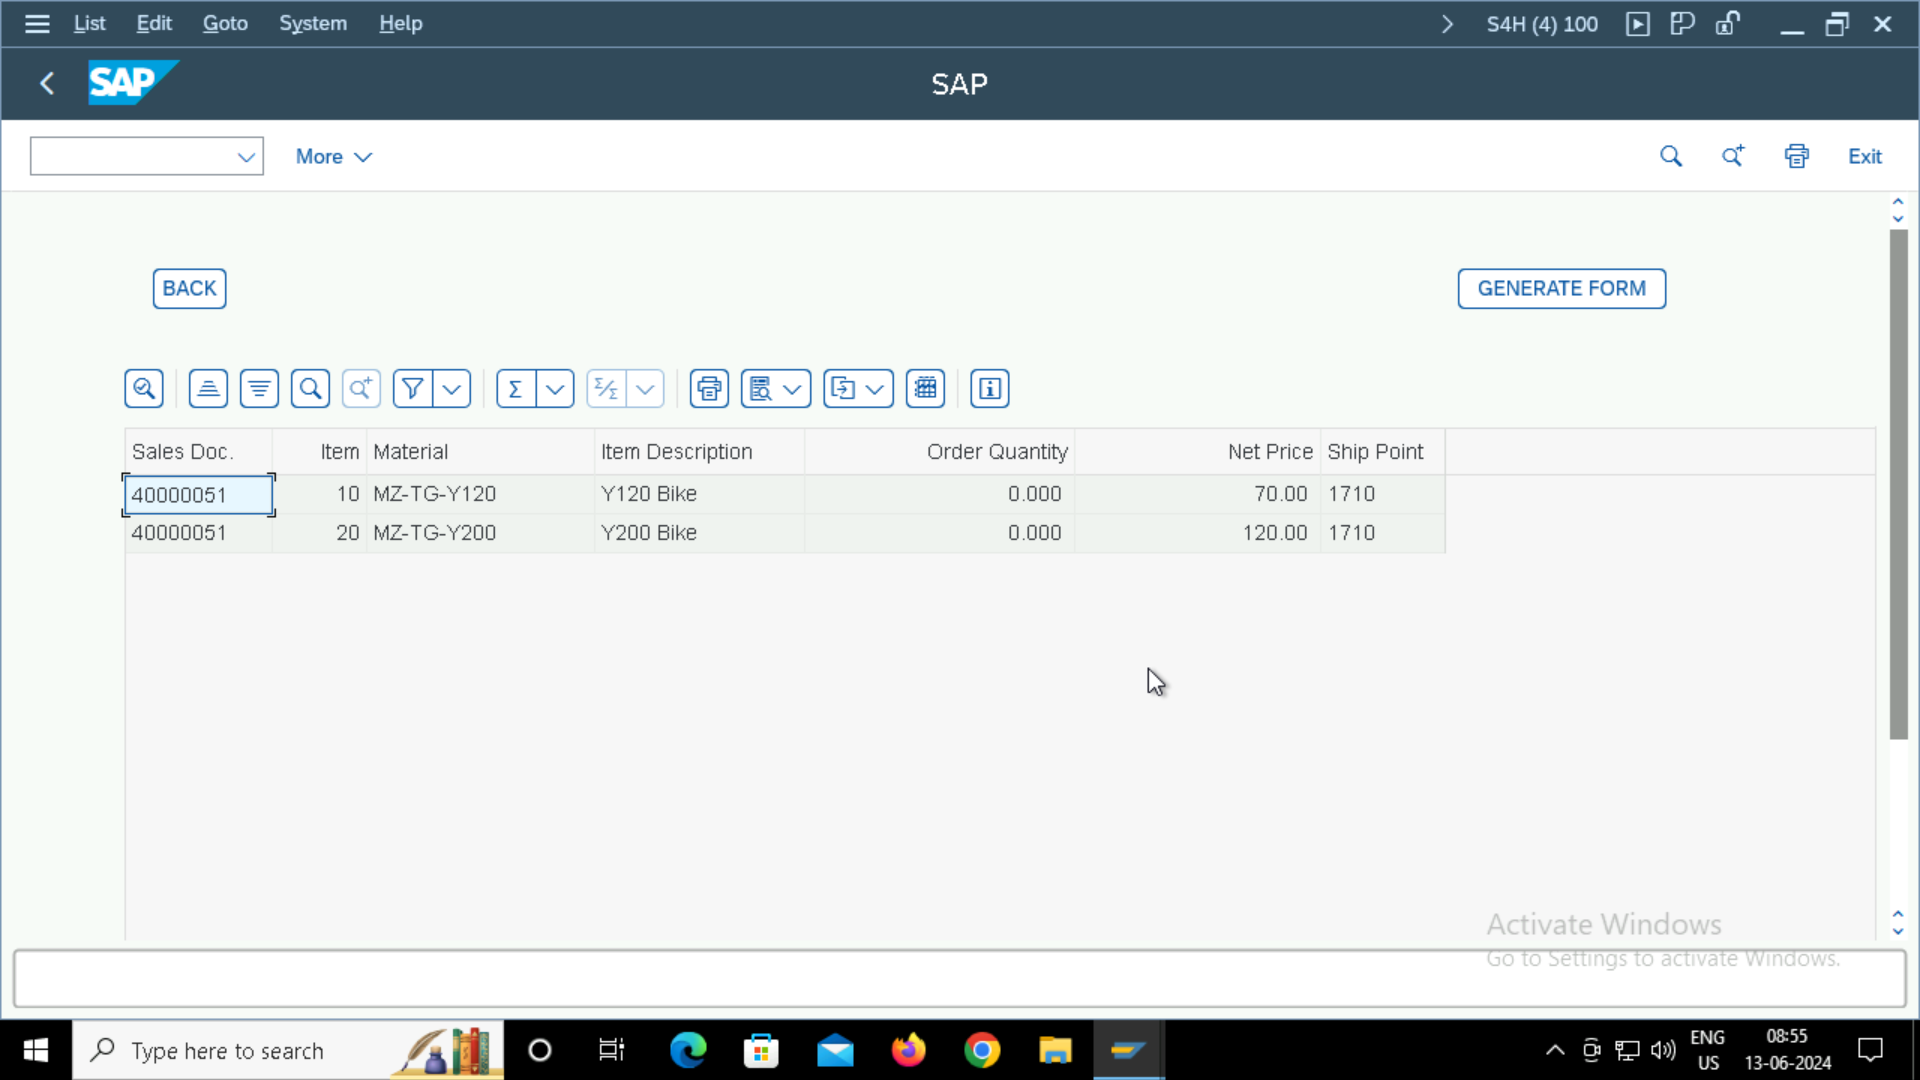 List Edit Goto System Help S4H (4) 100
SAP SAP
More Exit
BACK GENERATE FORM
Sales Doc. Item Material Item Description Order Quantity Net Price Ship Point
40000051 10 MZ-TG-Y120 Y120 Bike 0.000 70.00 1710
40000051 20 MZ-TG-Y200 Y200 Bike 0.000 120.00 1710
Activate Windows
Go to Settings to activate Windows.
Type here to search
ENG
US
08:55
13-06-2024